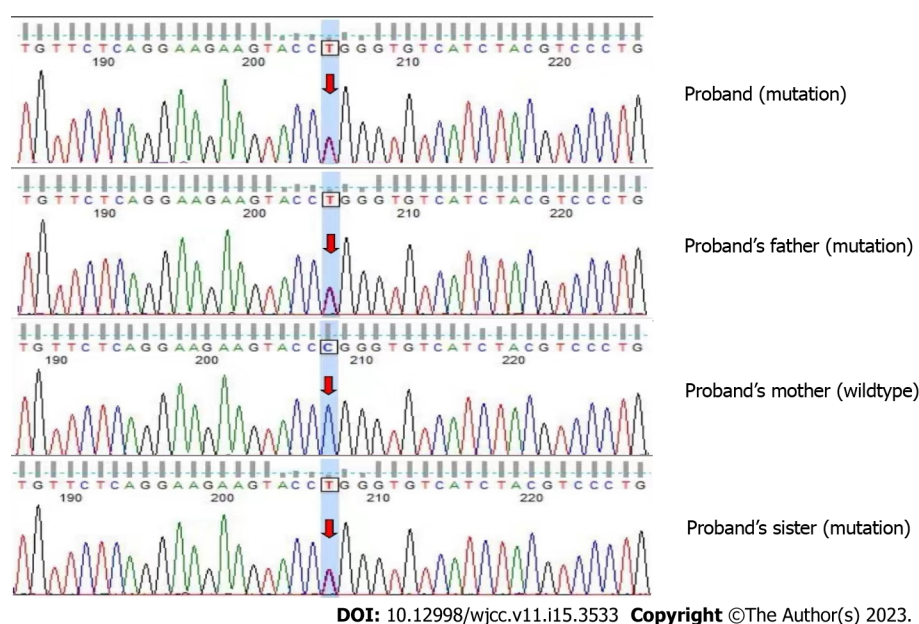 TGTTCTCAGGAAGAAGTACCTGGGTGTCATCTACGTCCCTG
190 200 210 220
Proband (mutation)
TGTTCTCAGGAAGAAGTACCTGGGTGTCATCTACGTCCCTG
190 200 210 220
Proband's father (mutation)
TGTTCTCAGGAAGAAGTACCCGGGTGTCATCTACGTCCCTG
190 200 210 220
Proband's mother (wildtype)
TGTTCTCAGGAAGAAGTACCTGGGTGTCATCTACGTCCCTG
190 200 210 220
Proband's sister (mutation)
DOI: 10.12998/wjcc.v11.i15.3533 Copyright ©The Author(s) 2023.